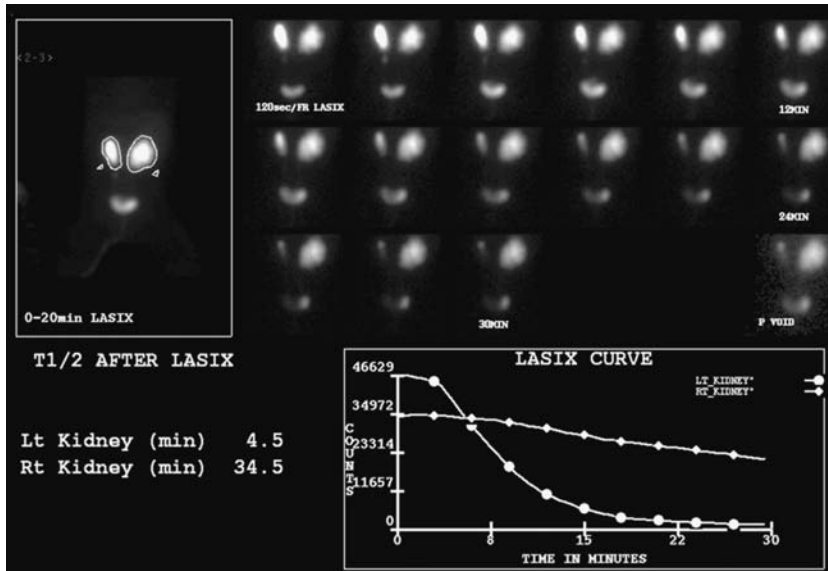 <2-3>
120sec/FR LASIX
12MIN
24MIN
30MIN
P VOID
0-20min LASIX
T1/2 AFTER LASIX
Lt Kidney (min) 4.5
Rt Kidney (min) 34.5
LASIX CURVE
46629
34972
23314
11657
0
COUNTS
LT_KIDNEY*
RT_KIDNEY*
0 8 15 22 30
TIME IN MINUTES